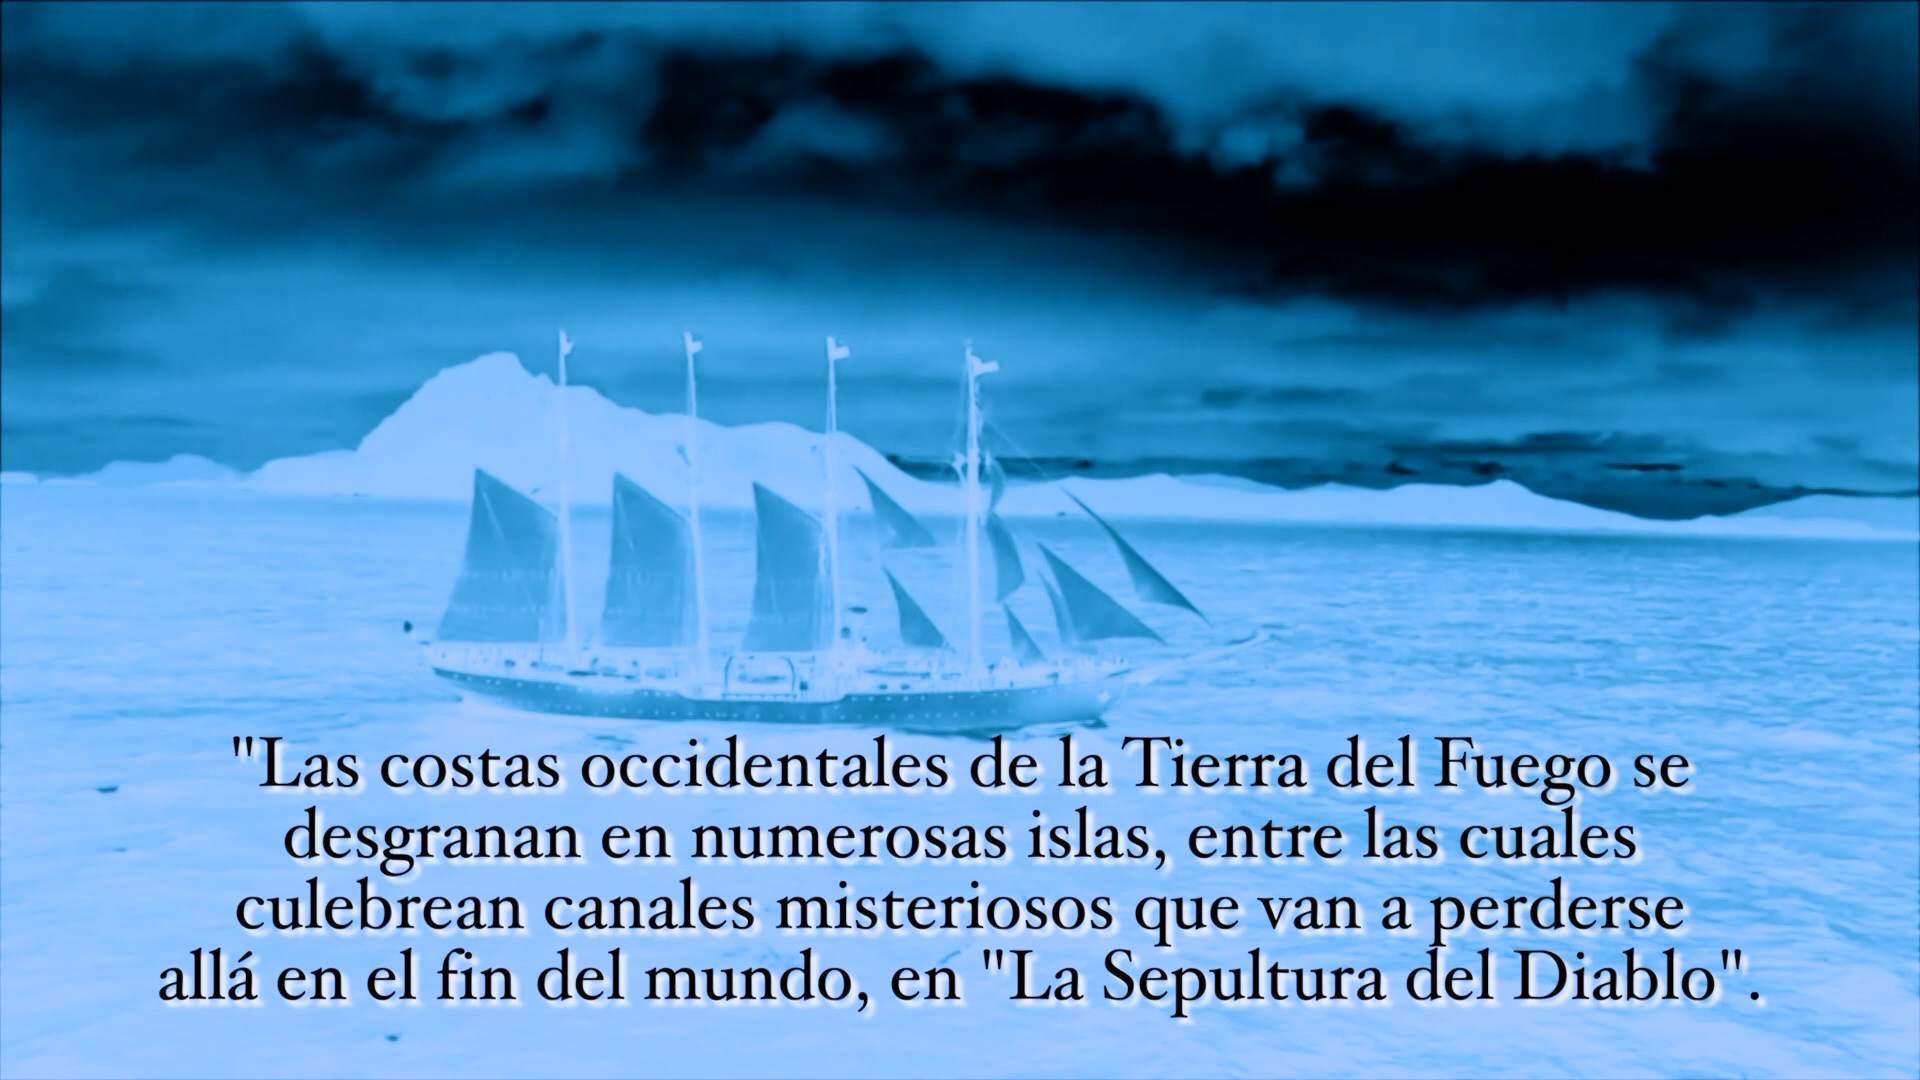 "Las costas occidentales de la Tierra del Fuego se
desgranan en numerosas islas, entre las cuales
culebrean canales misteriosos que van a perderse
allá en el fin del mundo, en "La Sepultura del Diablo".